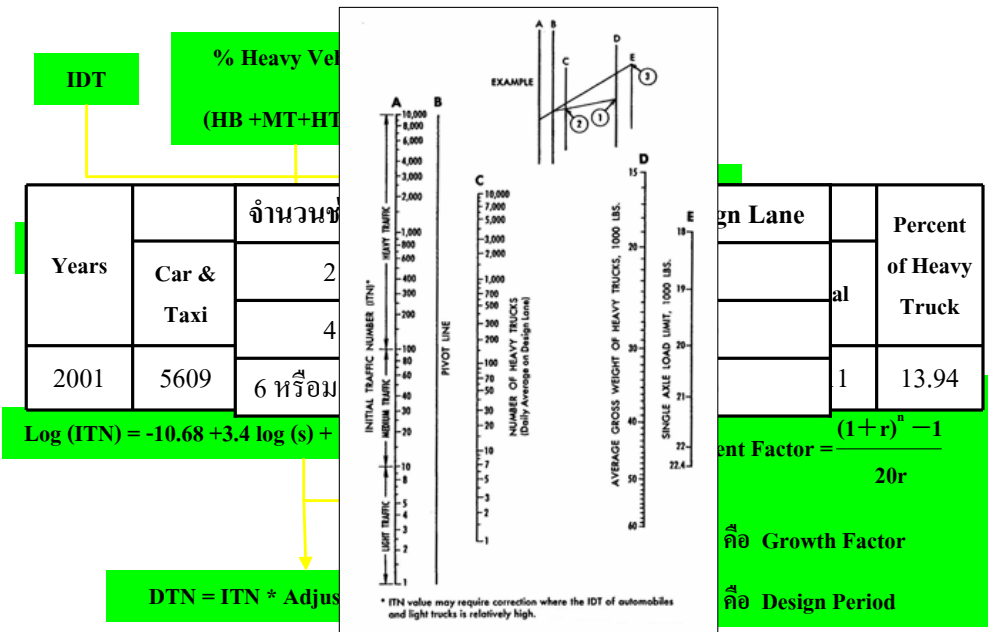 IDT
% Heavy Veh
(HB +MT+HT
Years
Car &
Taxi
2001
5609
จำนวนช่
2
4
6 หรือม
gn Lane
al
1
Percent
of Heavy
Truck
13.94
Log (ITN) = -10.68 +3.4 log (s) +
DTN = ITN * Adjus
ent Factor = (1+r)ⁿ −1
20r
คือ Growth Factor
คือ Design Period
EXAMPLE
A B
C
D
E
1
2
3
A
B
10,000
8,000
6,000
4,000
3,000
2,000
1,000
800
600
400
300
200
100
80
60
40
30
20
10
8
5
4
3
2
1
INITIAL TRAFFIC NUMBER (ITN)*
HEAVY TRAFFIC
MEDIUM TRAFFIC
LIGHT TRAFFIC
PIVOT LINE
C
10,000
7,000
5,000
3,000
2,000
1,000
700
500
300
200
100
70
50
30
20
10
7
5
3
2
1
NUMBER OF HEAVY TRUCKS
(Daily Average on Design Lane)
D
15
20
30
40
50
60
AVERAGE GROSS WEIGHT OF HEAVY TRUCKS, 1000 LBS.
E
18
19
20
21
22
22.4
SINGLE AXLE LOAD LIMIT, 1000 LBS.
* ITN value may require correction where the IDT of automobiles
and light trucks is relatively high.